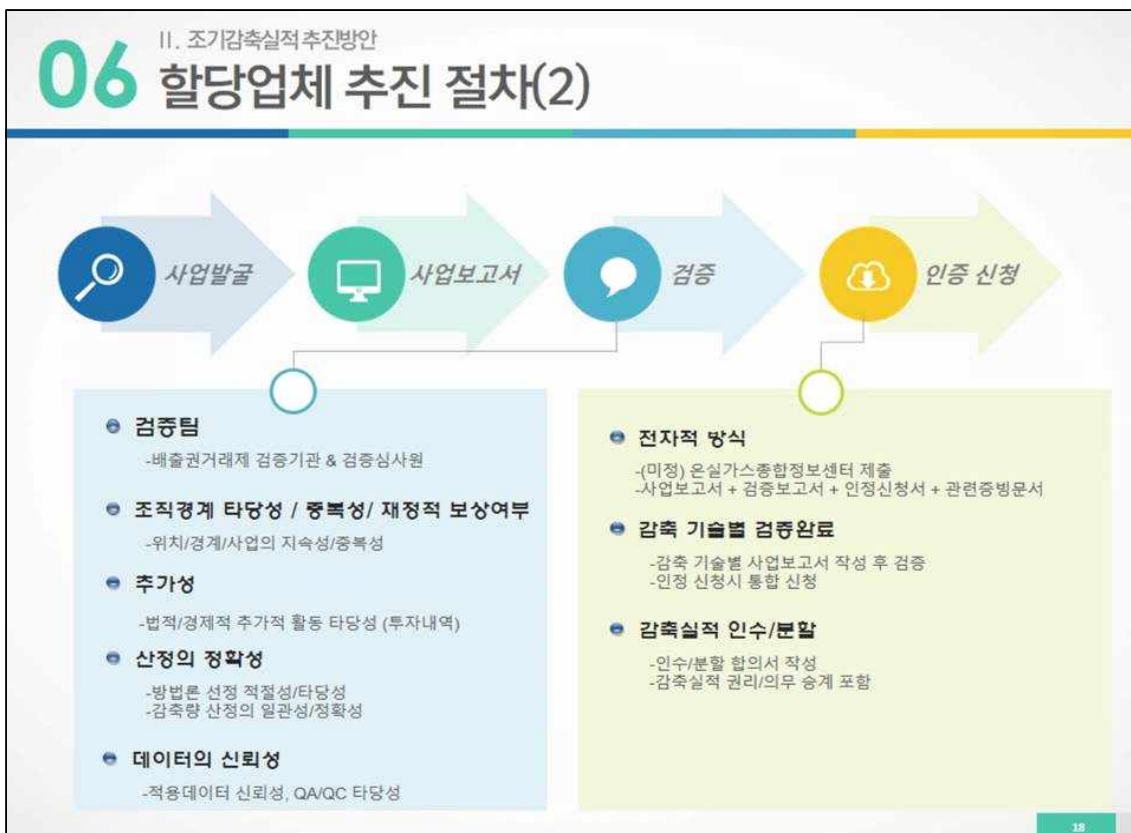 06
II. 조기감축실적 추진방안
할당업체 추진 절차(2)
사업발굴
사업보고서
검증
인증 신청
검증팀
-배출권거래제 검증기관 & 검증심사원
조직경계 타당성 / 중복성/ 재정적 보상여부
-위치/경계/사업의 지속성/중복성
추가성
-법적/경제적 추가적 활동 타당성 (투자내역)
산정의 정확성
-방법론 선정 적절성/타당성
-감축량 산정의 일관성/정확성
데이터의 신뢰성
-적용데이터 신뢰성, QA/QC 타당성
전자적 방식
-(미정) 온실가스종합정보센터 제출
-사업보고서 + 검증보고서 + 인정신청서 + 관련증빙문서
감축 기술별 검증완료
-감축 기술별 사업보고서 작성 후 검증
-인정 신청시 통합 신청
감축실적 인수/분할
-인수/분할 합의서 작성
-감축실적 권리/의무 승계 포함
18